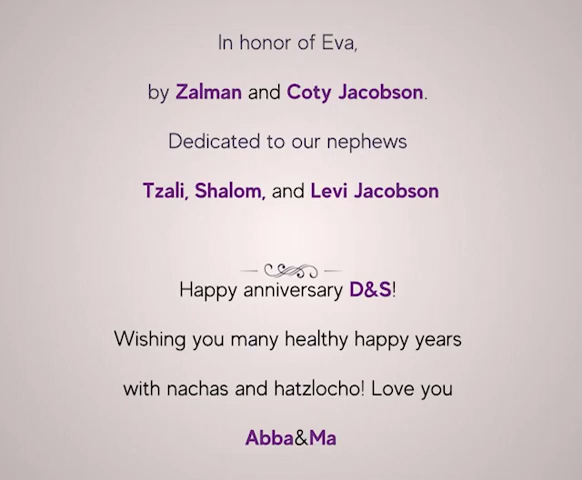 In honor of Eva,
by Zalman and Coty Jacobson.
Dedicated to our nephews
Tzali, Shalom, and Levi Jacobson
Happy anniversary D&S!
Wishing you many healthy happy years
with nachas and hatzlocho! Love you
Abba&Ma